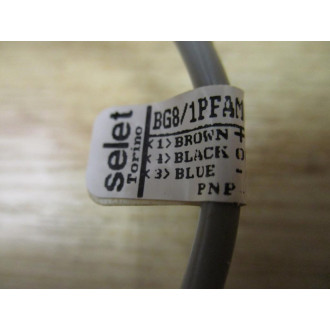 selet
Torino
BG8/1PFAM
<1> BROWN +
<4> BLACK O
<3> BLUE -
PNP